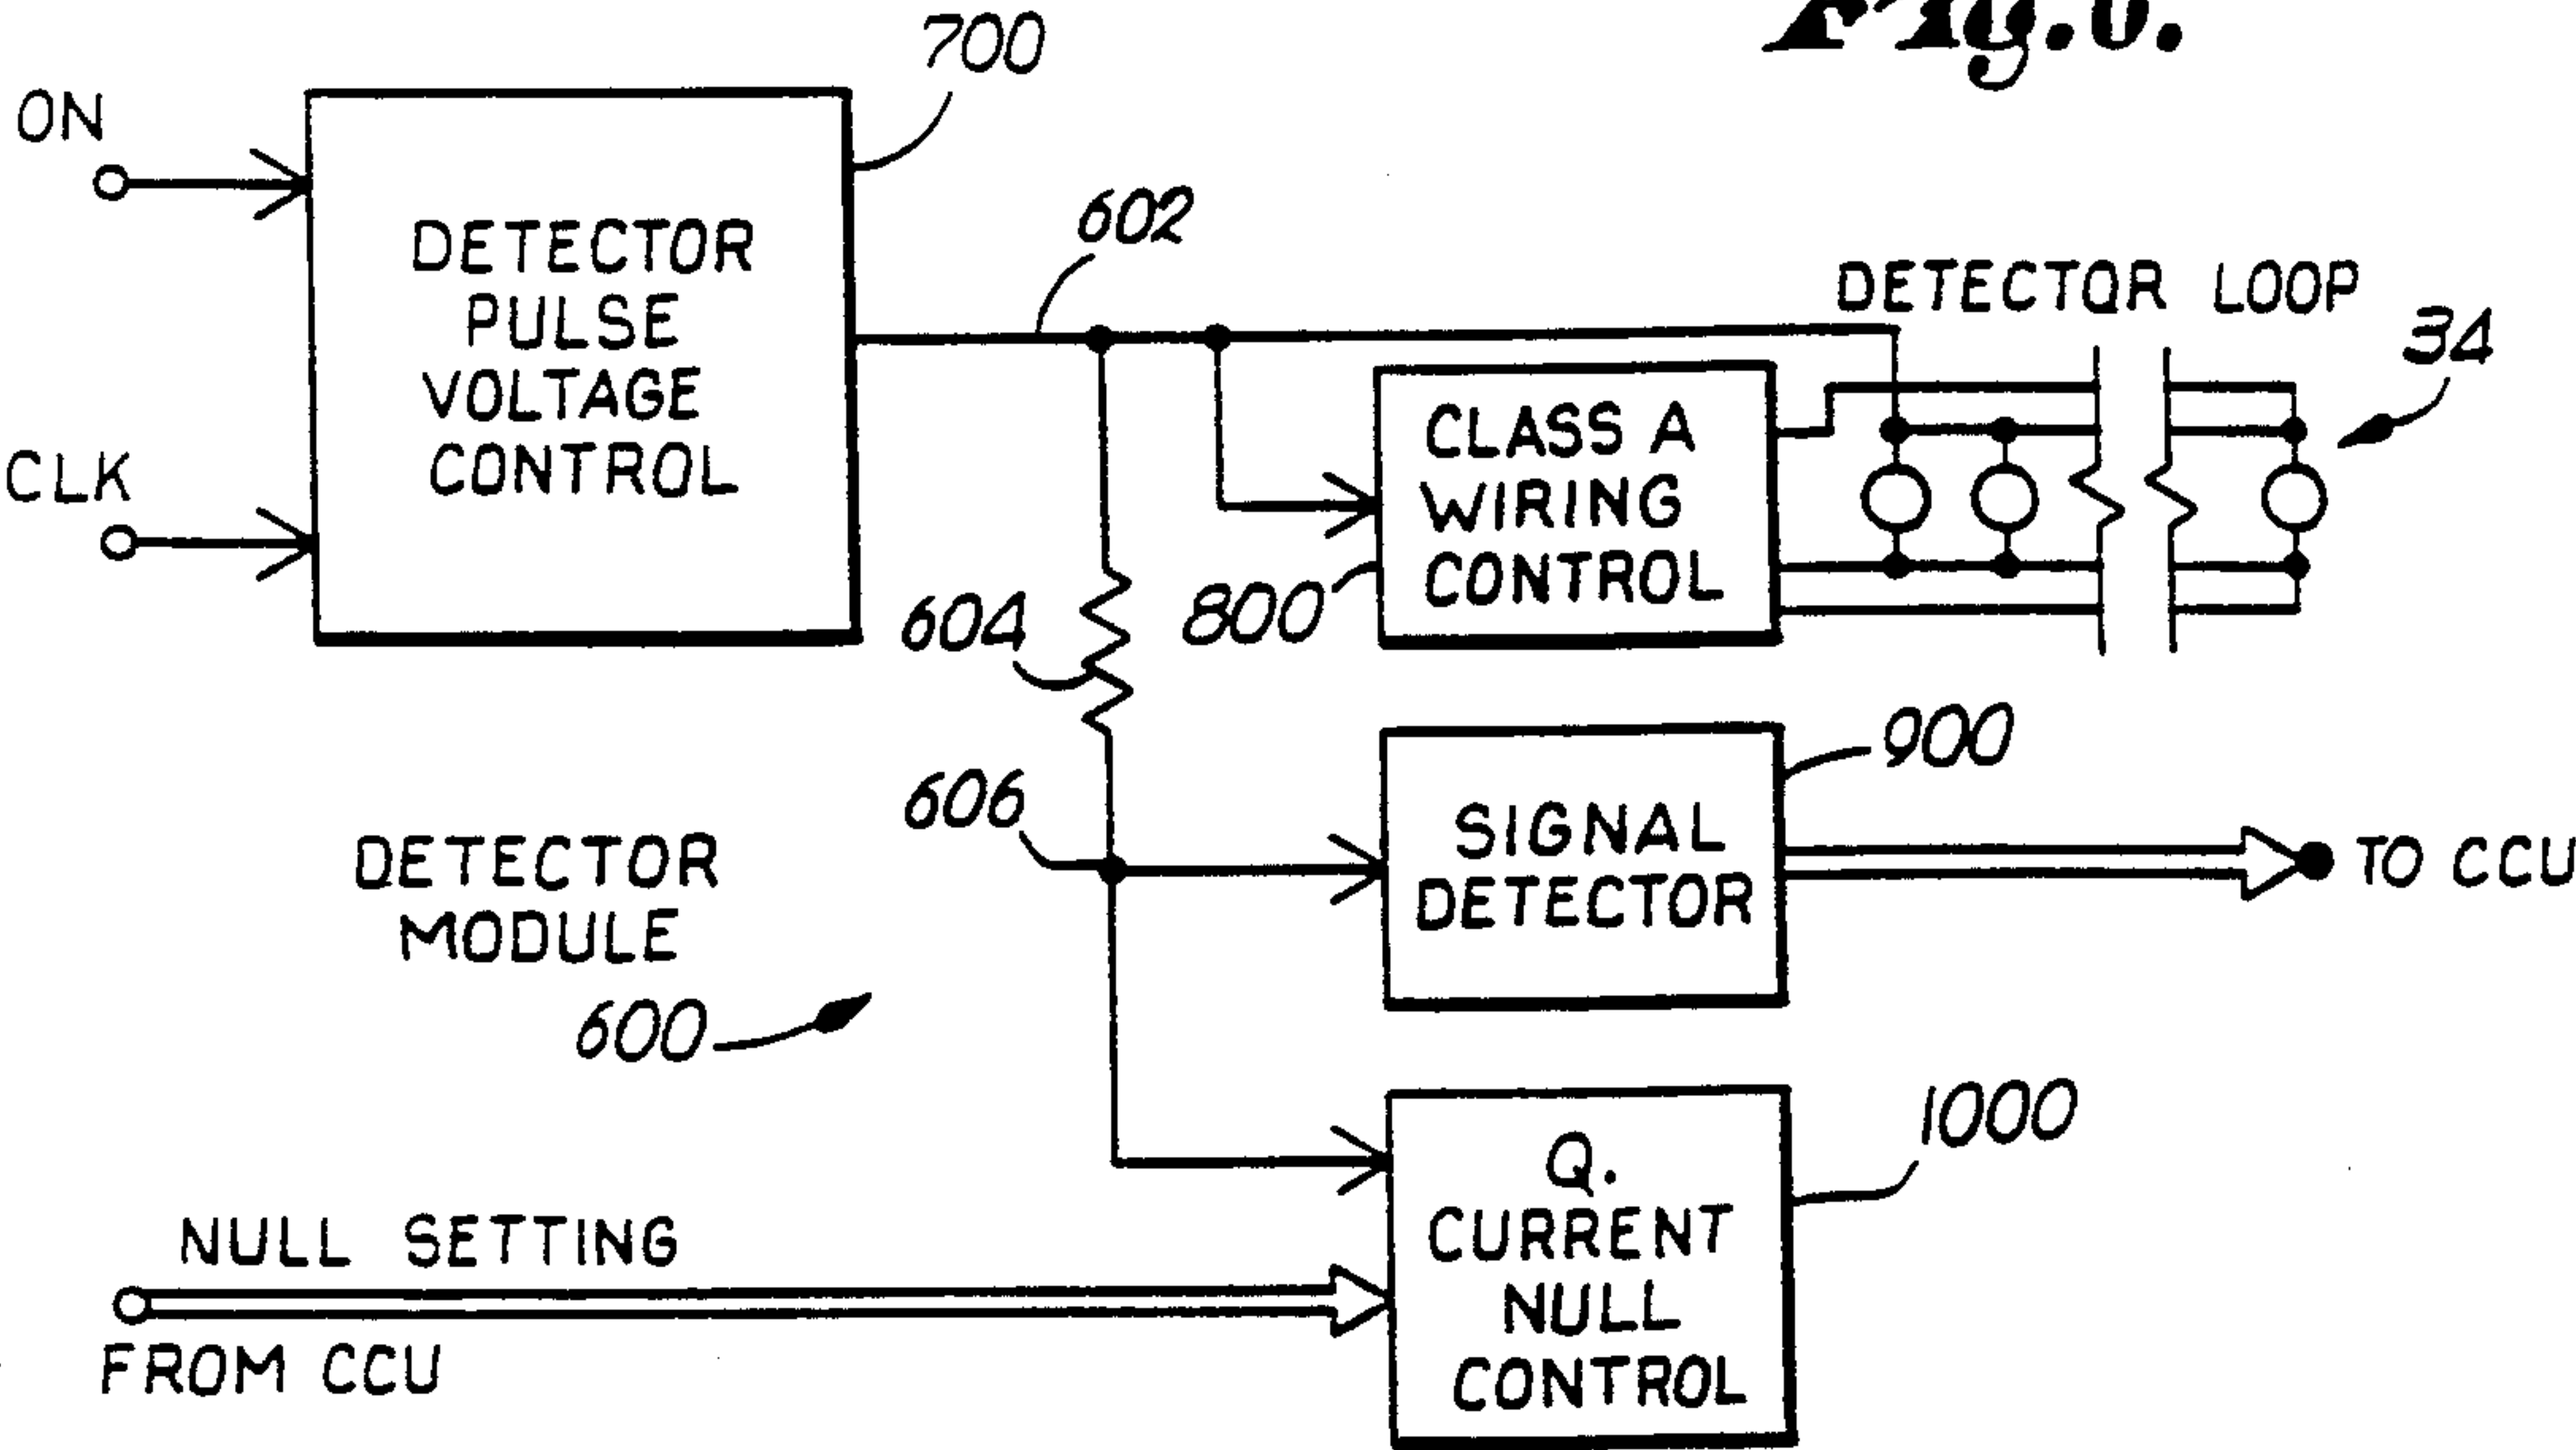 700
ON
DETECTOR
PULSE
VOLTAGE
CONTROL
CLK
602
DETECTOR LOOP
34
CLASS A
WIRING
CONTROL
800
604
606
SIGNAL
DETECTOR
900
TO CCU
DETECTOR
MODULE
600
Q.
CURRENT
NULL
CONTROL
1000
NULL SETTING
FROM CCU